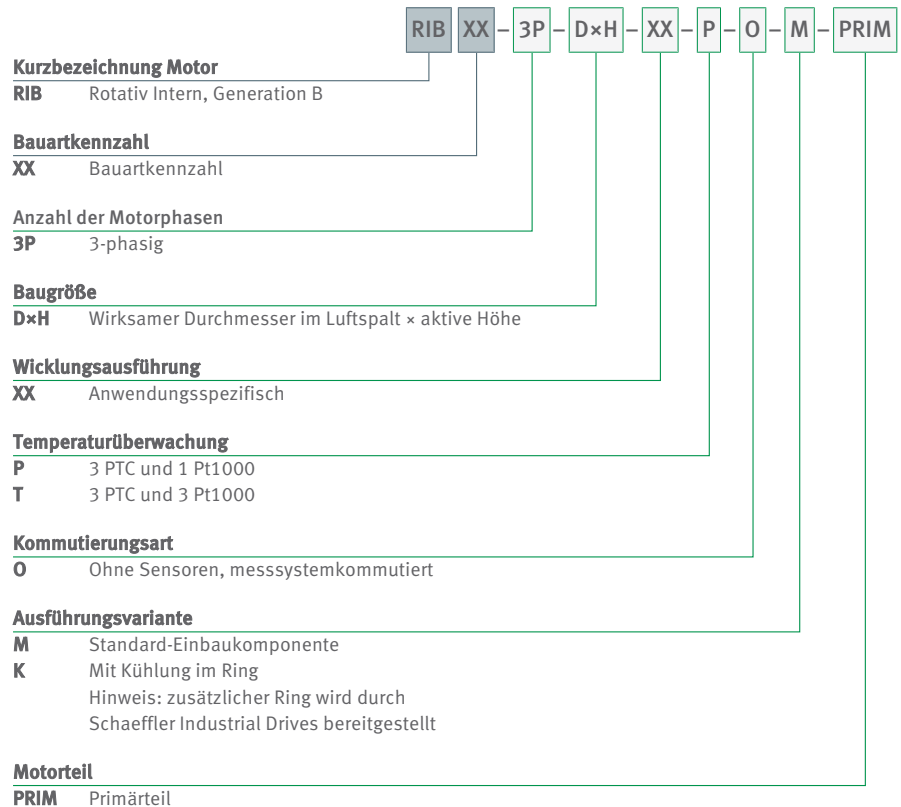 RIB XX – 3P – D×H – XX – P – O – M – PRIM
Kurzbezeichnung Motor
RIB Rotativ Intern, Generation B
Bauartkennzahl
XX Bauartkennzahl
Anzahl der Motorphasen
3P 3-phasig
Baugröße
D×H Wirksamer Durchmesser im Luftspalt × aktive Höhe
Wicklungsausführung
XX Anwendungsspezifisch
Temperaturüberwachung
P 3 PTC und 1 Pt1000
T 3 PTC und 3 Pt1000
Kommutierungsart
O Ohne Sensoren, messsystemkommutiert
Ausführungsvariante
M Standard-Einbaukomponente
K Mit Kühlung im Ring
Hinweis: zusätzlicher Ring wird durch
Schaeffler Industrial Drives bereitgestellt
Motorteil
PRIM Primärteil